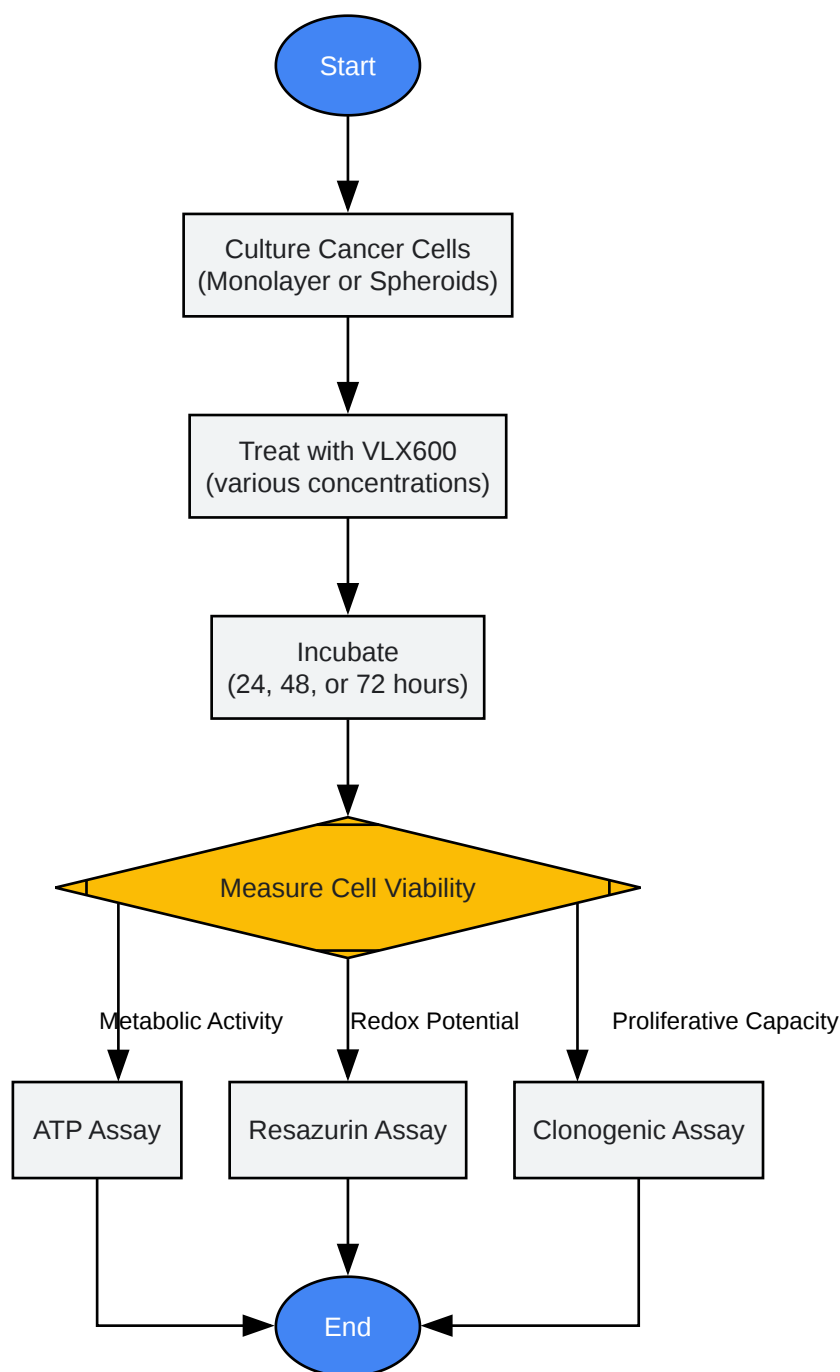 Start
Culture Cancer Cells
(Monolayer or Spheroids)
Treat with VLX600
(various concentrations)
Incubate
(24, 48, or 72 hours)
Measure Cell Viability
Metabolic Activity
Redox Potential
Proliferative Capacity
ATP Assay
Resazurin Assay
Clonogenic Assay
End